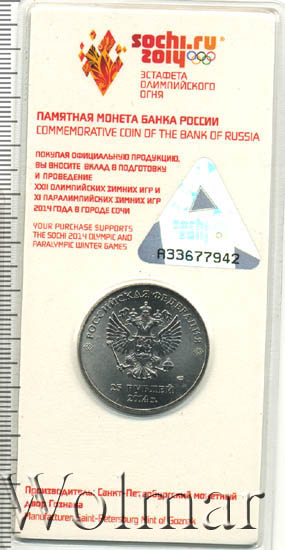 sochi.ru
2014
ЭСТАФЕТА
ОЛИМПИЙСКОГО
ОГНЯ
ПАМЯТНАЯ МОНЕТА БАНКА РОССИИ
COMMEMORATIVE COIN OF THE BANK OF RUSSIA
ПОКУПАЯ ОФИЦИАЛЬНУЮ ПРОДУКЦИЮ,
ВЫ ВНОСИТЕ ВКЛАД В ПОДГОТОВКУ
И ПРОВЕДЕНИЕ
XXII ОЛИМПИЙСКИХ ЗИМНИХ ИГР И
XI ПАРАЛИМПИЙСКИХ ЗИМНИХ ИГР
2014 ГОДА В ГОРОДЕ СОЧИ
YOUR PURCHASE SUPPORTS
THE SOCHI 2014 OLYMPIC AND
PARALYMPIC WINTER GAMES
sochi
2014
A33677942
РОССИЙСКАЯ ФЕДЕРАЦИЯ
25 РУБЛЕЙ
2014 г.
Производитель: Санкт-Петербургский монетный
двор Гознака
Manufacturer: Saint-Petersburg Mint of Goznak
Wolmar